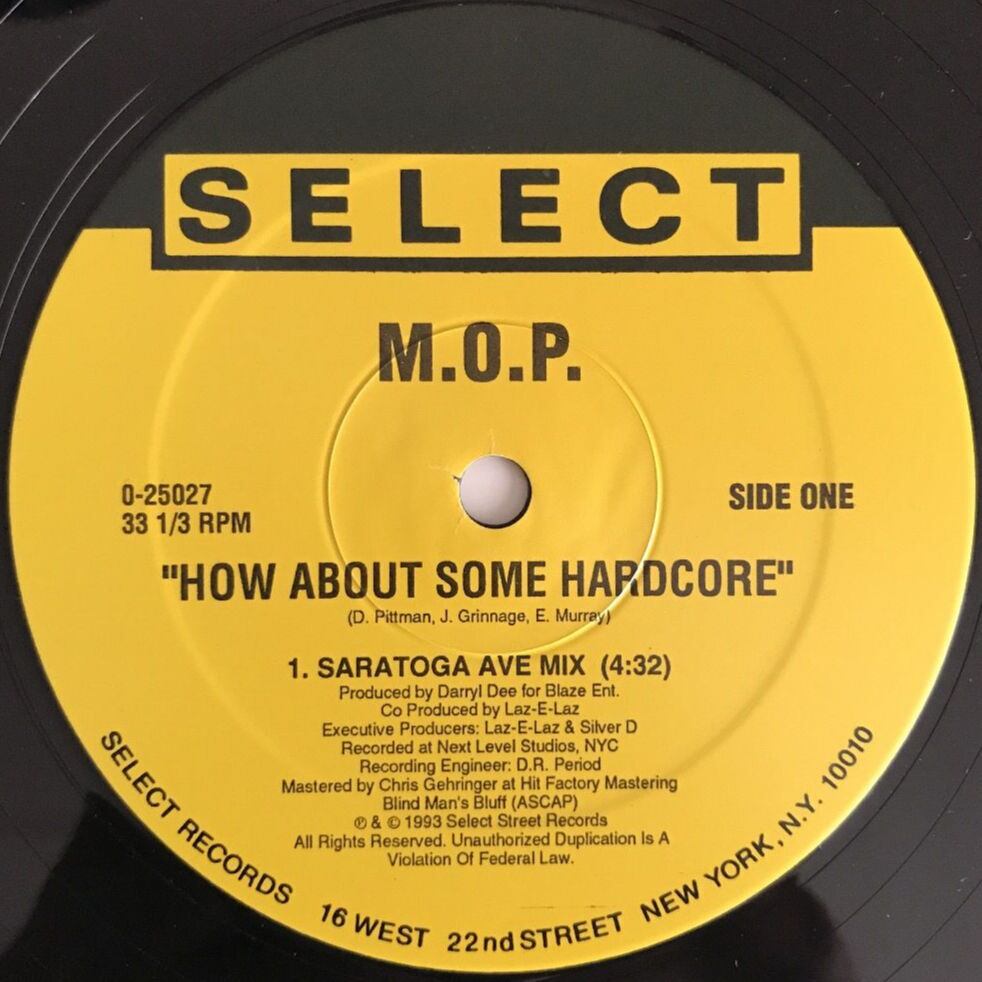 SELECT
M.O.P.
0-25027
33 1/3 RPM
SIDE ONE
"HOW ABOUT SOME HARDCORE"
(D. Pittman, J. Grinnage, E. Murray)
1. SARATOGA AVE MIX (4:32)
Produced by Darryl Dee for Blaze Ent.
Co Produced by Laz-E-Laz
Executive Producers: Laz-E-Laz & Silver D
Recorded at Next Level Studios, NYC
Recording Engineer: D.R. Period
Mastered by Chris Gehringer at Hit Factory Mastering
Blind Man's Bluff (ASCAP)
℗ & © 1993 Select Street Records
All Rights Reserved. Unauthorized Duplication Is A
Violation Of Federal Law.
SELECT RECORDS 16 WEST 22nd STREET NEW YORK, N.Y. 10010